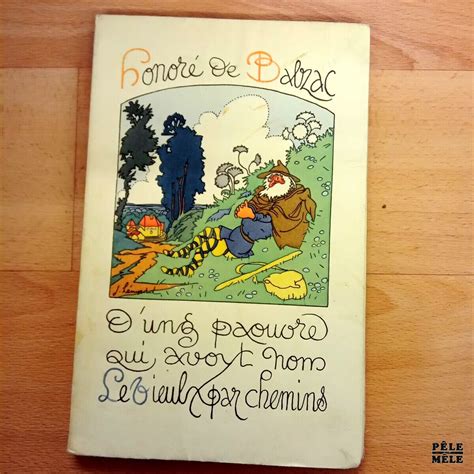 Honoré de Balzac
D'ung paouvre
qui avoyt nom
Le Vieulx par chemins
PÊLE
MÊLE